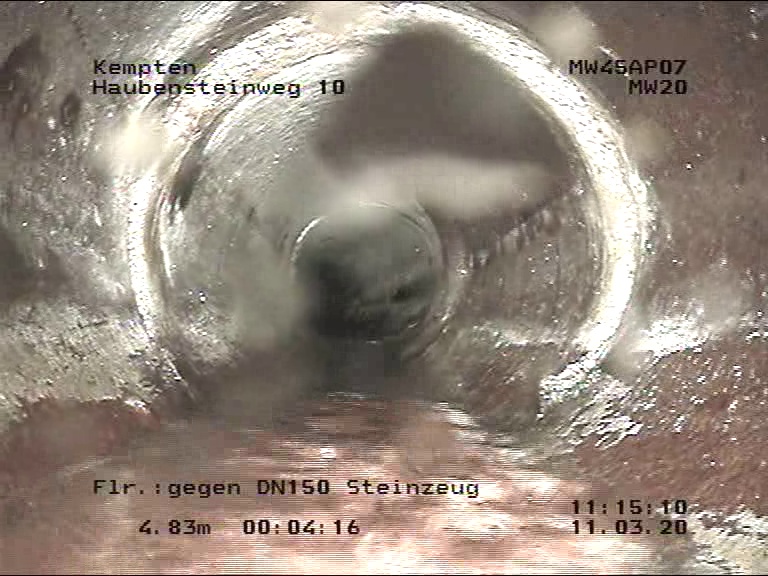 Kempten
Haubensteinweg 10
MW45AP07
MW20
Flr.:gegen DN150 Steinzeug
4.83m 00:04:16
11:15:10
11.03.20